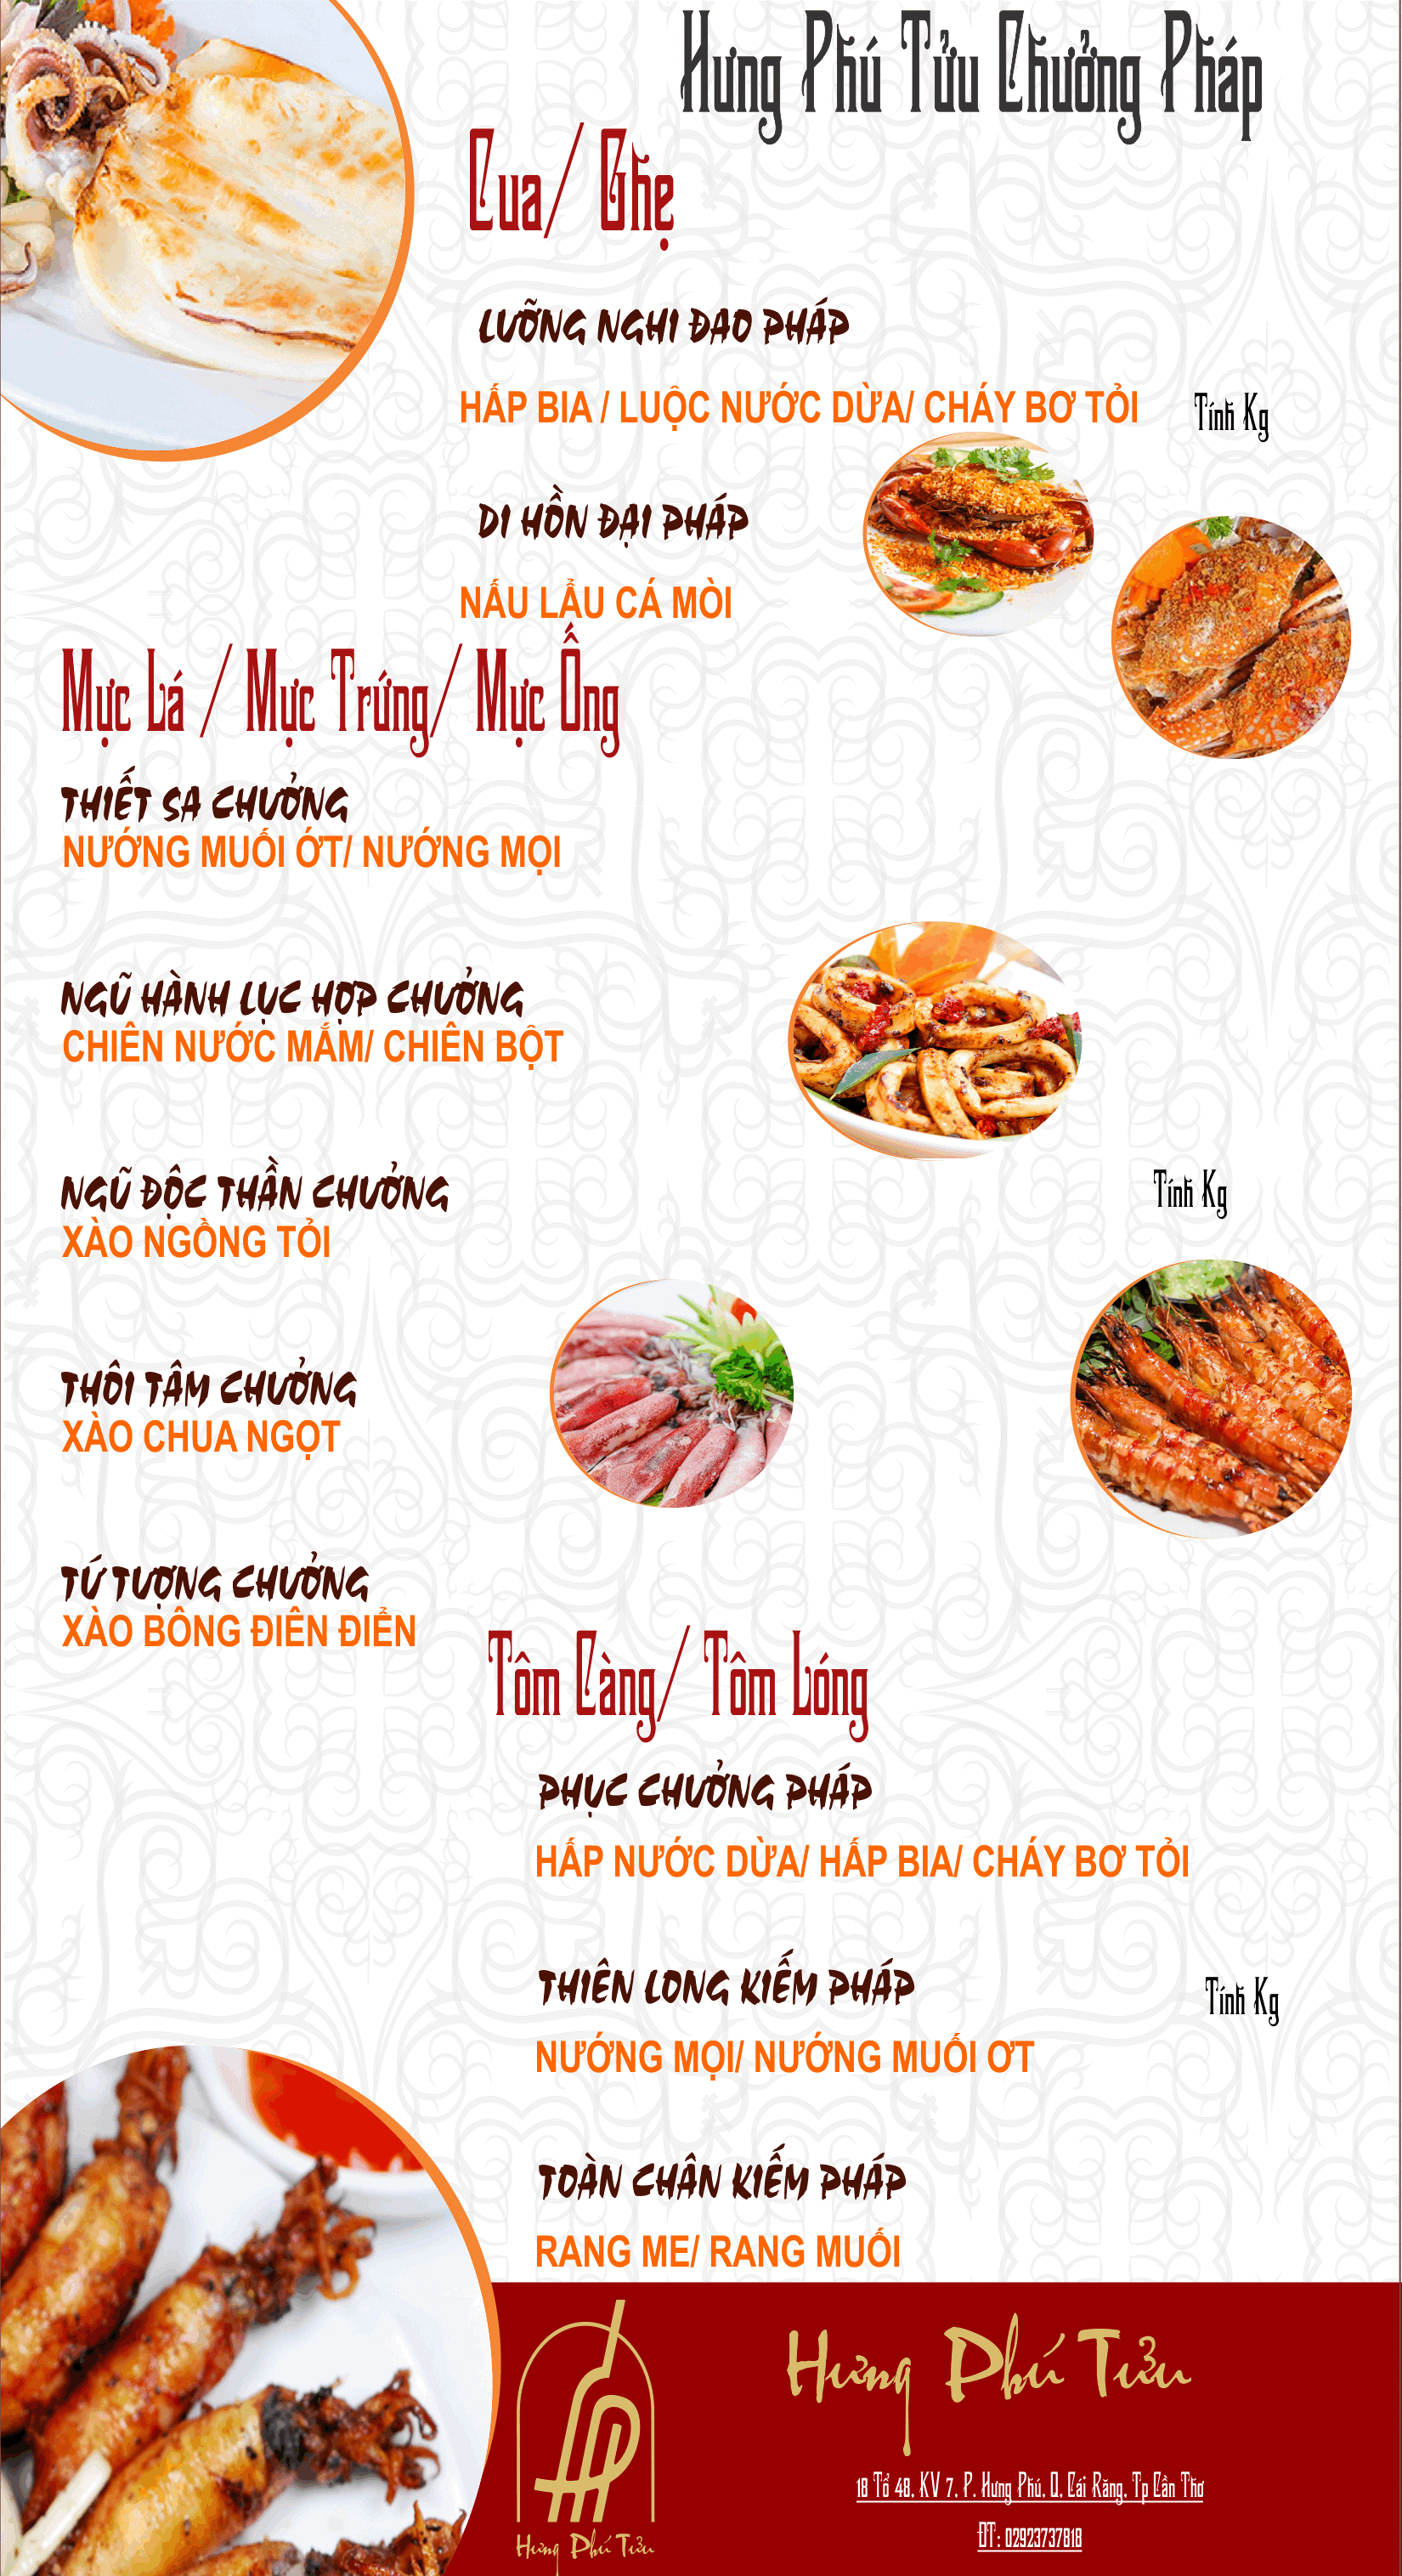 Hưng Phú Tửu Chưởng Pháp
Cua/ Ghẹ
LƯỠNG NGHI ĐAO PHÁP
HẤP BIA / LUỘC NƯỚC DỪA/ CHÁY BƠ TỎI
Tính Kg
DI HỒN ĐẠI PHÁP
NẤU LẨU CÁ MÒI
Mực Lá / Mực Trứng/ Mực Ống
THIẾT SA CHƯỞNG
NƯỚNG MUỐI ỚT/ NƯỚNG MỌI
NGŨ HÀNH LỤC HỢP CHƯỞNG
CHIÊN NƯỚC MẮM/ CHIÊN BỘT
NGŨ ĐỘC THẦN CHƯỞNG
XÀO NGỒNG TỎI
Tính Kg
THÔI TÂM CHƯỞNG
XÀO CHUA NGỌT
TỨ TƯỢNG CHƯỞNG
XÀO BÔNG ĐIÊN ĐIỂN
Tôm Càng/ Tôm Lóng
PHỤC CHƯỞNG PHÁP
HẤP NƯỚC DỪA/ HẤP BIA/ CHÁY BƠ TỎI
THIÊN LONG KIẾM PHÁP
Tính Kg
NƯỚNG MỌI/ NƯỚNG MUỐI ƠT
TOÀN CHÂN KIẾM PHÁP
RANG ME/ RANG MUỐI
Hưng Phú Tửu
18 Tổ 4B, KV 7, P. Hưng Phú, Q. Cái Răng, Tp Cần Thơ
ĐT: 02923737818
Hưng Phú Tửu